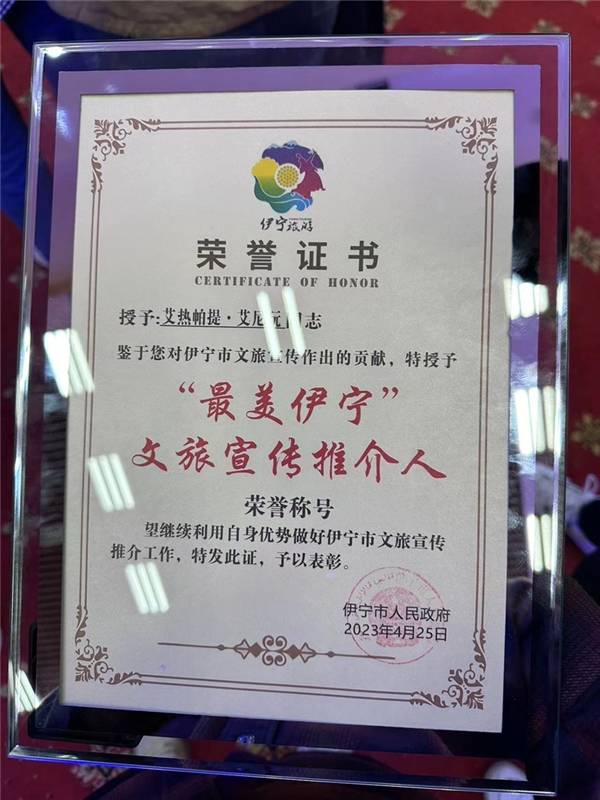 伊宁旅游
荣誉证书
CERTIFICATE OF HONOR
授予:艾热帕提·艾尼玩同志
鉴于您对伊宁市文旅宣传作出的贡献，特授予
“最美伊宁”
文旅宣传推介人
荣誉称号
望继续利用自身优势做好伊宁市文旅宣传
推介工作，特发此证，予以表彰。
伊宁市人民政府
2023年4月25日